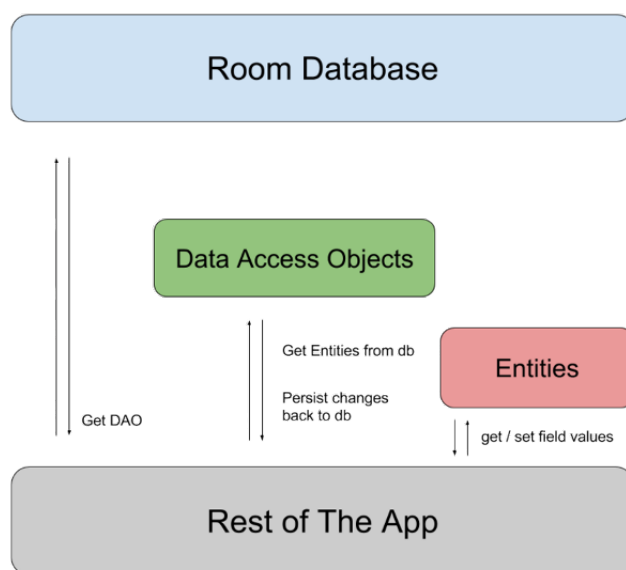 Room Database
Data Access Objects
Get Entities from db
Entities
Persist changes
back to db
Get DAO
get / set field values
Rest of The App